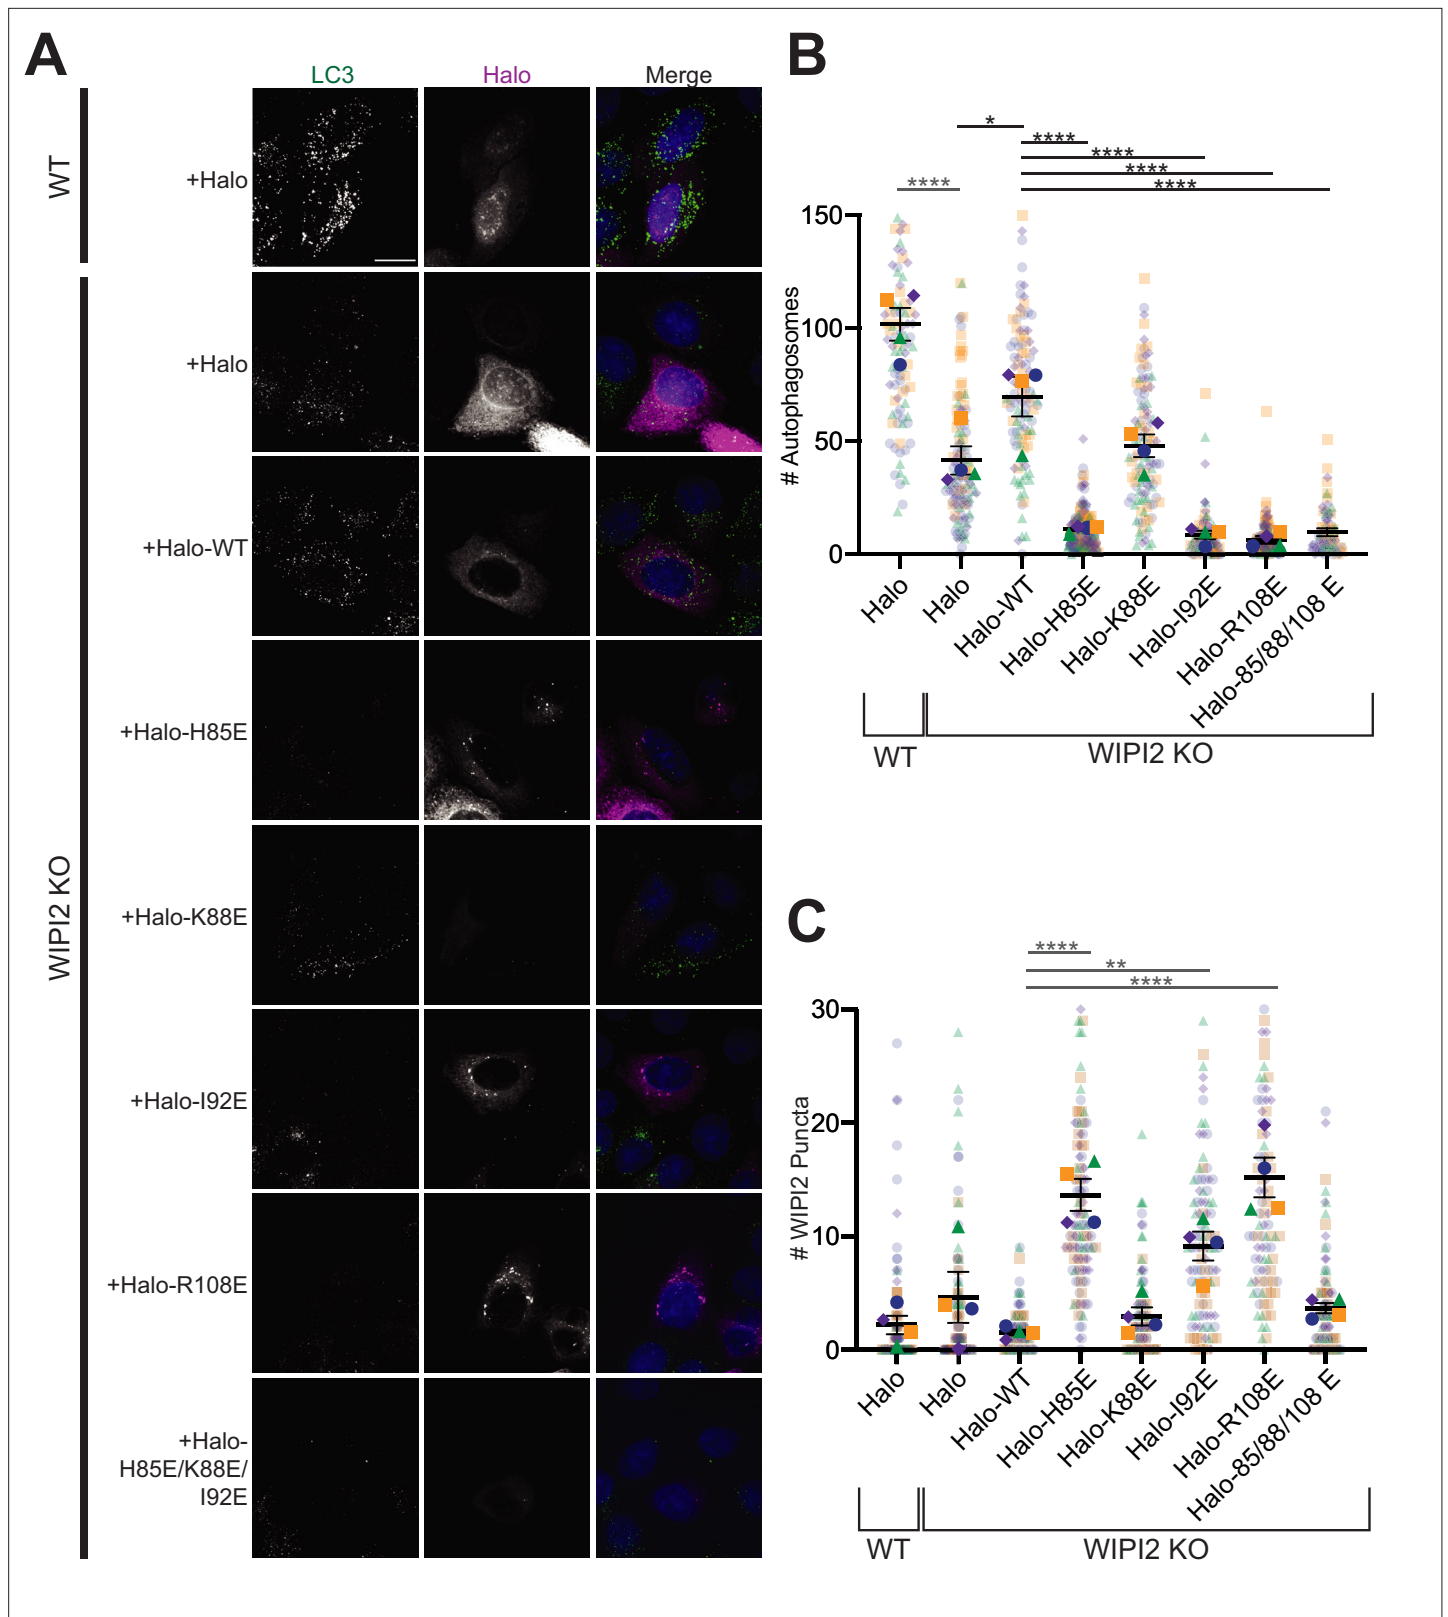 A
LC3
Halo
Merge
WT
+Halo
WIPI2 KO
+Halo
+Halo-WT
+Halo-H85E
+Halo-K88E
+Halo-I92E
+Halo-R108E
+Halo-
H85E/K88E/
I92E
B
*
****
****
****
****
****
# Autophagosomes
150
100
50
0
Halo
Halo
Halo-WT
Halo-H85E
Halo-K88E
Halo-I92E
Halo-R108E
Halo-85/88/108 E
WT
WIPI2 KO
C
****
**
****
# WIPI2 Puncta
30
20
10
0
Halo
Halo
Halo-WT
Halo-H85E
Halo-K88E
Halo-I92E
Halo-R108E
Halo-85/88/108 E
WT
WIPI2 KO